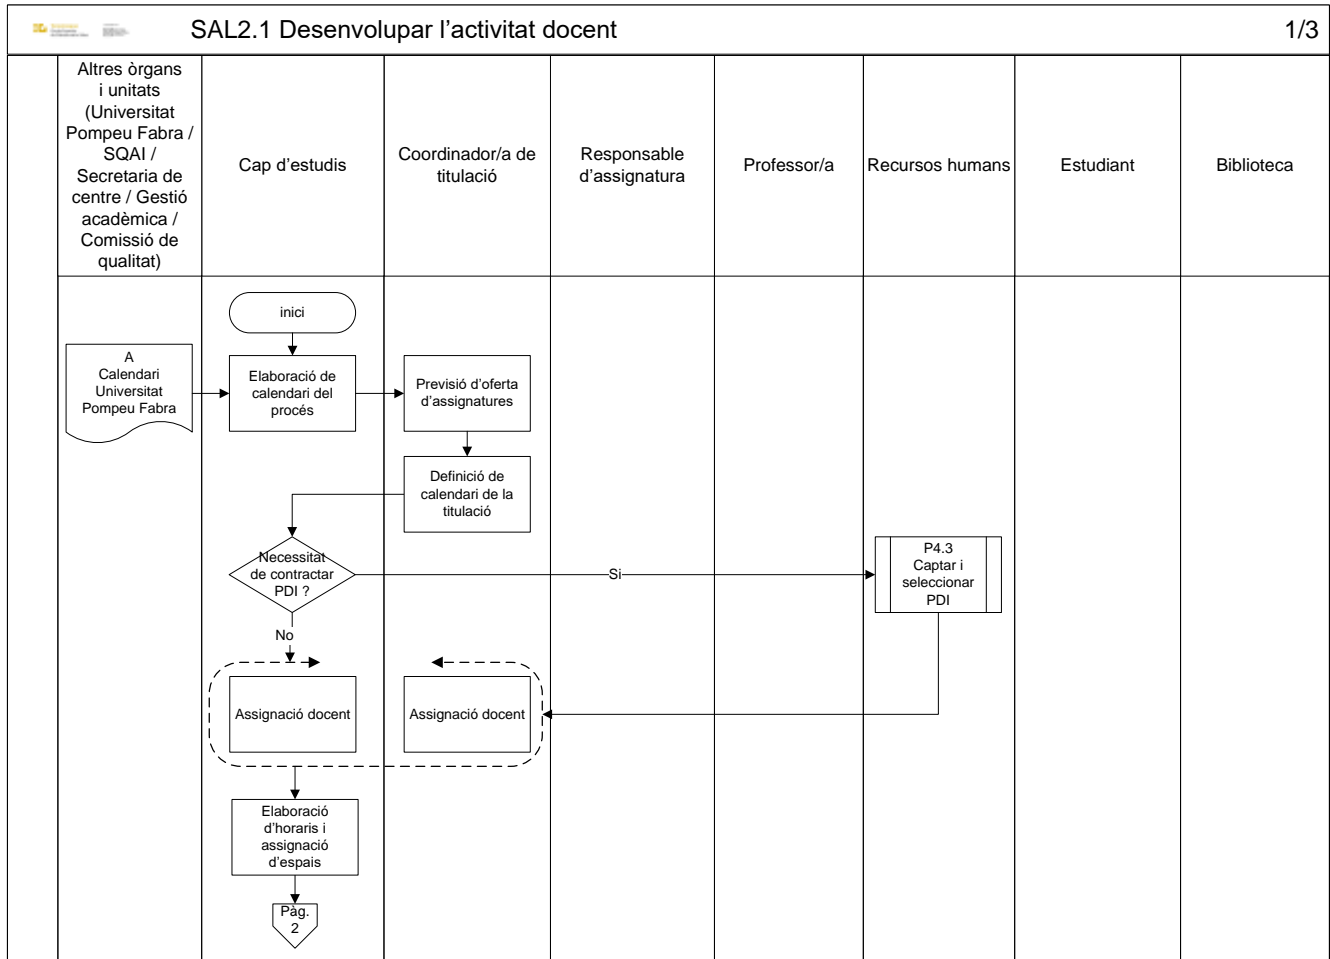 SAL2.1 Desenvolupar l'activitat docent
1/3
Altres òrgans
i unitats
(Universitat
Pompeu Fabra /
SQAI /
Secretaria de
centre / Gestió
acadèmica /
Comissió de
qualitat)
Cap d'estudis
Coordinador/a de
titulació
Responsable
d'assignatura
Professor/a
Recursos humans
Estudiant
Biblioteca
inici
A
Calendari
Universitat
Pompeu Fabra
Elaboració de
calendari del
procés
Previsió d'oferta
d'assignatures
Definició de
calendari de la
titulació
Necessitat
de contractar
PDI ?
Si
P4.3
Captar i
seleccionar
PDI
No
Assignació docent
Assignació docent
Elaboració
d'horaris i
assignació
d'espais
Pàg.
2